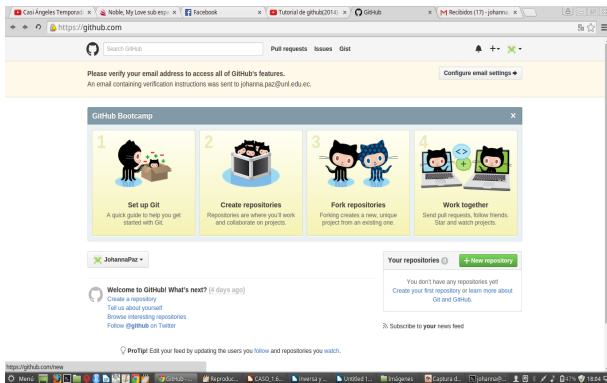 Casi Ángeles Temporad
Noble, My Love sub espa
Facebook
Tutorial de github(2014)
GitHub
Recibidos (17) - johanna
https://github.com
Search GitHub
Pull requests Issues Gist
Please verify your email address to access all of GitHub's features.
An email containing verification instructions was sent to johanna.paz@unl.edu.ec.
Configure email settings
GitHub Bootcamp
1
Set up Git
A quick guide to help you get
started with Git.
2
Create repositories
Repositories are where you'll work
and collaborate on projects.
3
Fork repositories
Forking creates a new, unique
project from an existing one.
4
Work together
Send pull requests, follow friends.
Star and watch projects.
JohannaPaz
Your repositories 0
+ New repository
You don't have any repositories yet!
Create your first repository or learn more about
Git and GitHub.
Welcome to GitHub! What's next? (4 days ago)
Create a repository
Tell us about yourself
Browse interesting repositories
Follow @github on Twitter
Subscribe to your news feed
ProTip! Edit your feed by updating the users you follow and repositories you watch.
https://github.com/new
Menú
GitHub -...
Reproduc...
CASO_1.6...
Inversa y ...
Untitled 1...
Imágenes
Captura d...
johanna@...
47%
18:04